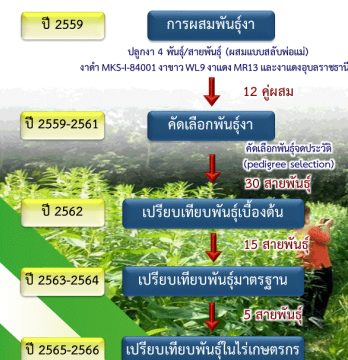 ปี 2559
การผสมพันธุ์งา
ปลูกงา 4 พันธุ์/สายพันธุ์ (ผสมแบบสลับพ่อแม่)
งาดำ MKS-I-84001 งาขาว WL9 งาแดง MR13 และงาแดงอุบลราชธานี
12 คู่ผสม
ปี 2559-2561
คัดเลือกพันธุ์งา
คัดเลือกพันธุ์จดประวัติ
(pedigree selection)
30 สายพันธุ์
ปี 2562
เปรียบเทียบพันธุ์เบื้องต้น
15 สายพันธุ์
ปี 2563-2564
เปรียบเทียบพันธุ์มาตรฐาน
5 สายพันธุ์
ปี 2565-2566
เปรียบเทียบพันธุ์ในไร่เกษตรกร